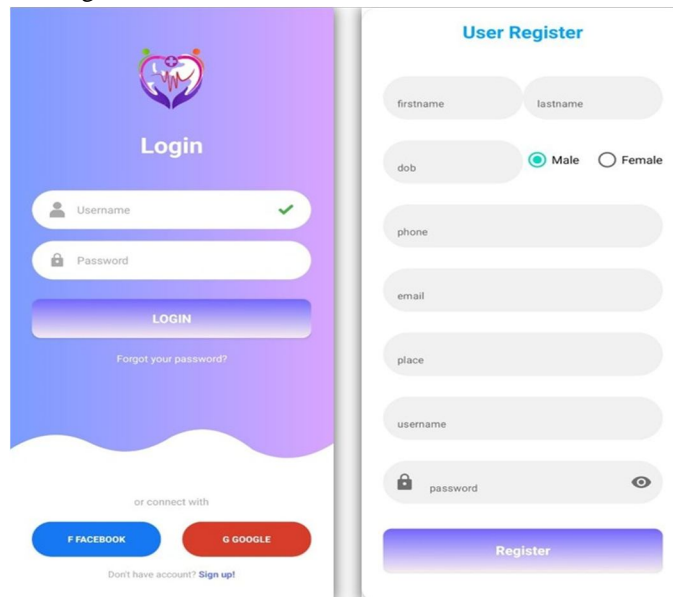 Login
Username
Password
LOGIN
Forgot your password?
or connect with
F FACEBOOK G GOOGLE
Don't have account? Sign up!
User Register
firstname lastname
dob Male Female
phone
email
place
username
password
Register